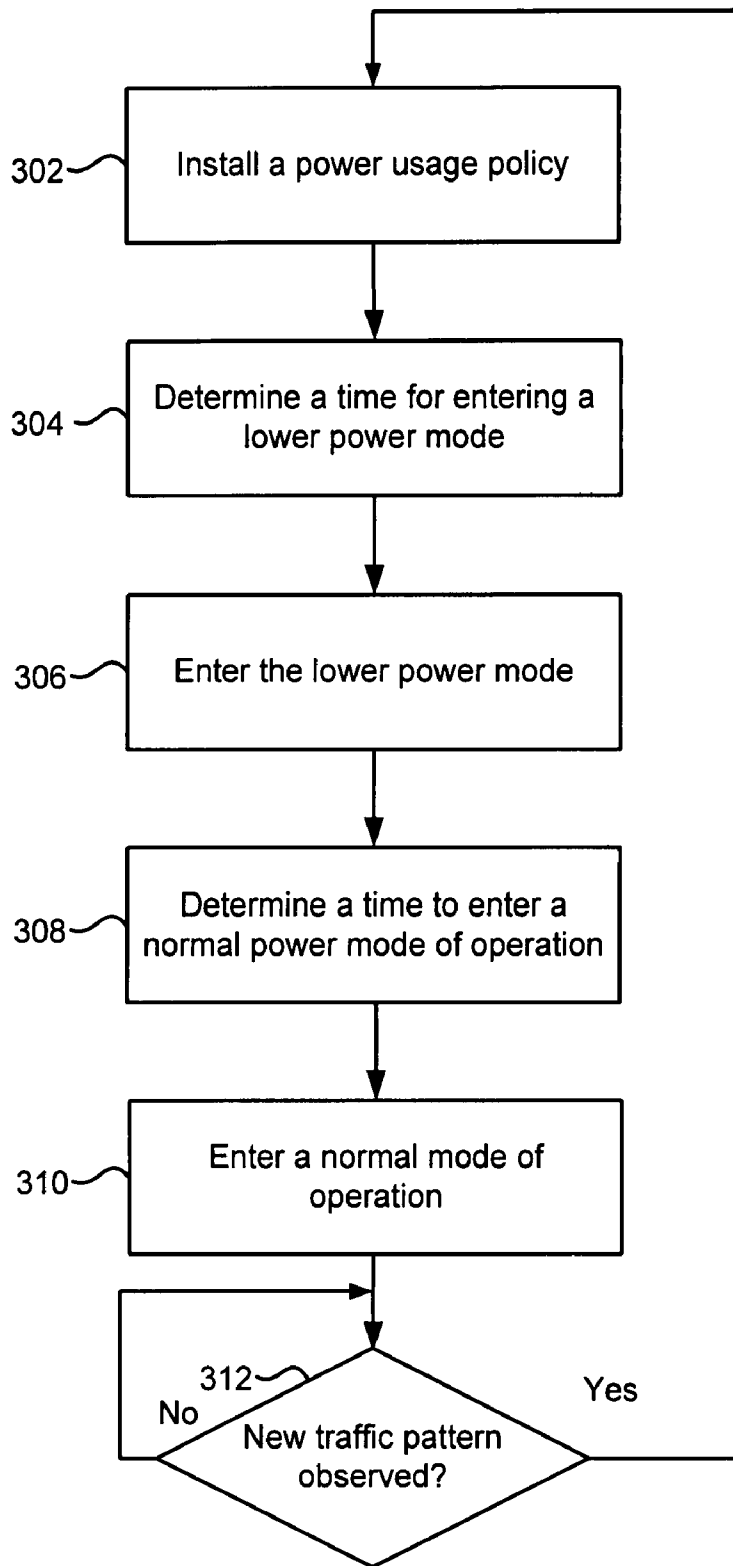 302
Install a power usage policy
304
Determine a time for entering a
lower power mode
306
Enter the lower power mode
308
Determine a time to enter a
normal power mode of operation
310
Enter a normal mode of
operation
312
No
Yes
New traffic pattern
observed?